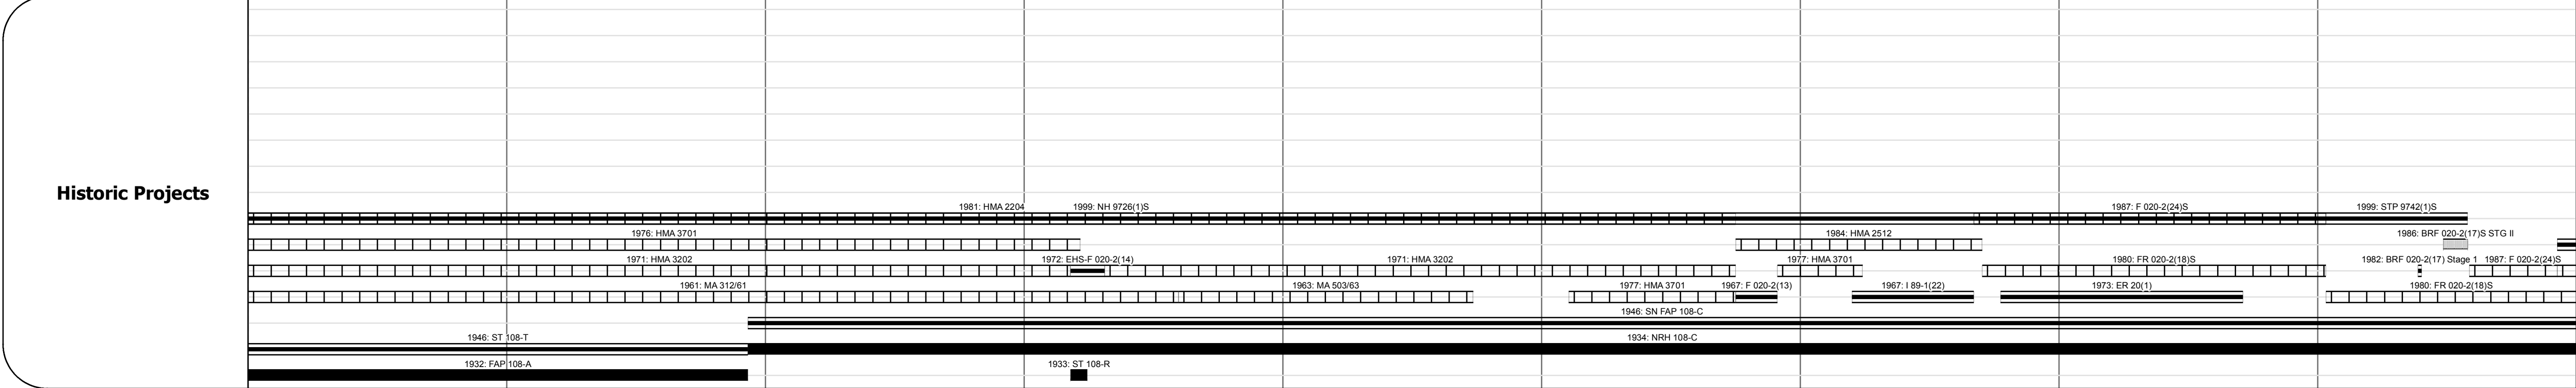 Historic Projects
1981: HMA 2204 1999: NH 9726(1)S 1987: F 020-2(24)S 1999: STP 9742(1)S
1976: HMA 3701 1984: HMA 2512 1986: BRF 020-2(17)S STG II
1971: HMA 3202 1972: EHS-F 020-2(14) 1971: HMA 3202 1977: HMA 3701 1980: FR 020-2(18)S 1982: BRF 020-2(17) Stage 1 1987: F 020-2(24)S
1961: MA 312/61 1963: MA 503/63 1977: HMA 3701 1967: F 020-2(13) 1967: I 89-1(22) 1973: ER 20(1) 1980: FR 020-2(18)S
1946: SN FAP 108-C
1946: ST 108-T 1934: NRH 108-C
1932: FAP 108-A 1933: ST 108-R